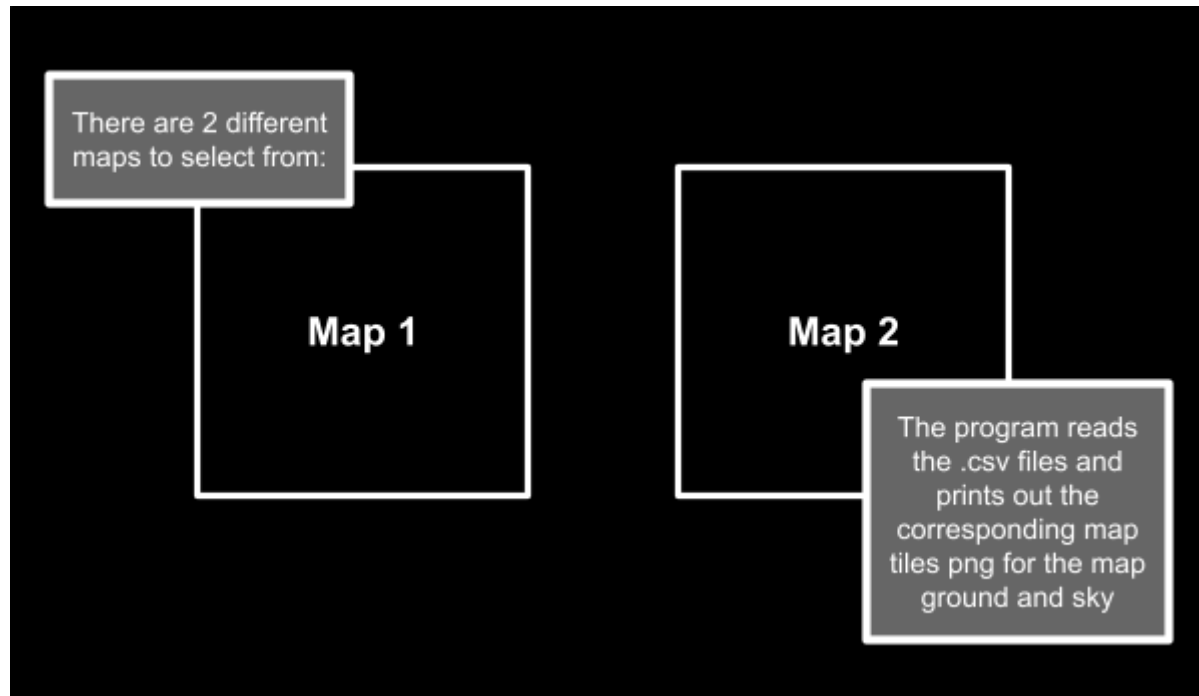 There are 2 different
maps to select from:
Map 1
Map 2
The program reads
the .csv files and
prints out the
corresponding map
tiles png for the map
ground and sky